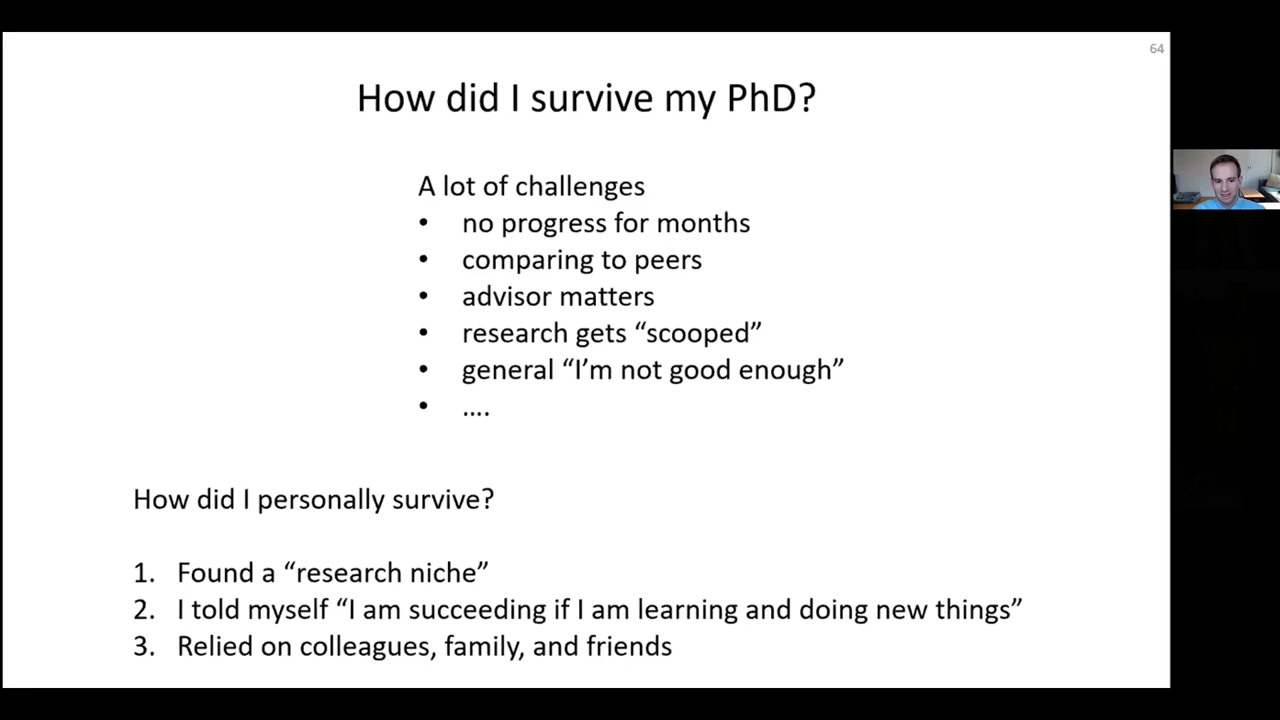 64
How did I survive my PhD?
A lot of challenges
• no progress for months
• comparing to peers
• advisor matters
• research gets “scooped”
• general “I’m not good enough”
• ….
How did I personally survive?
1. Found a “research niche”
2. I told myself “I am succeeding if I am learning and doing new things”
3. Relied on colleagues, family, and friends